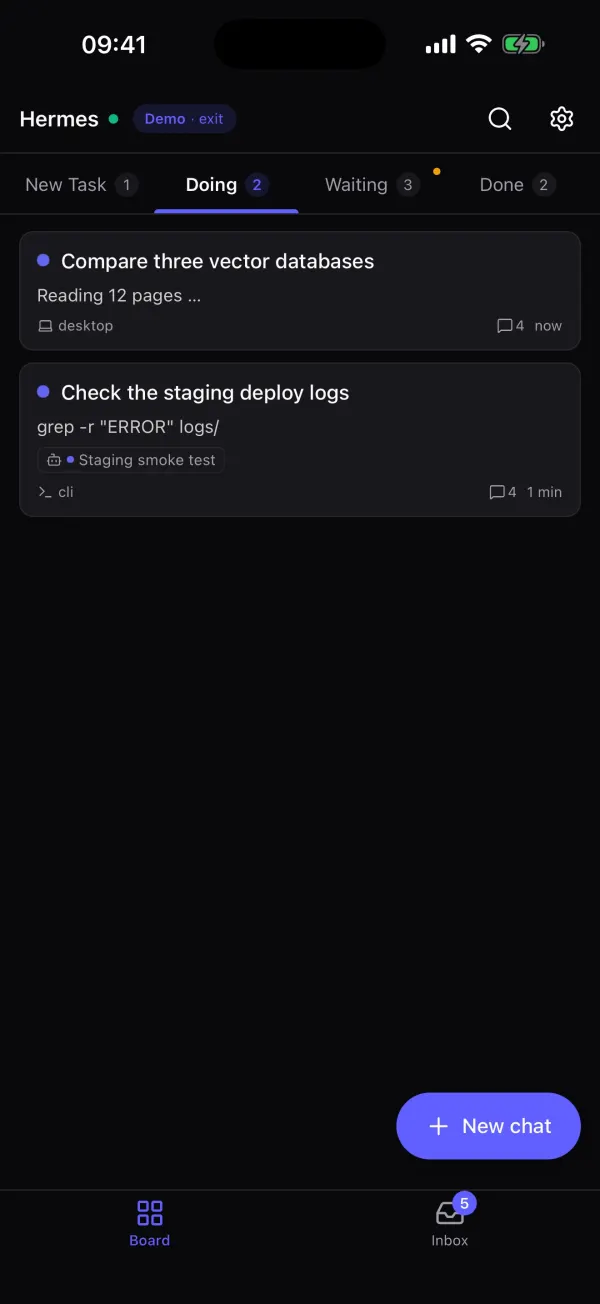 09:41
Hermes
Demo · exit
New Task 1
Doing 2
Waiting 3
Done 2
Compare three vector databases
Reading 12 pages ...
desktop
4 now
Check the staging deploy logs
grep -r "ERROR" logs/
Staging smoke test
cli
4 1 min
+ New chat
5
Board
Inbox